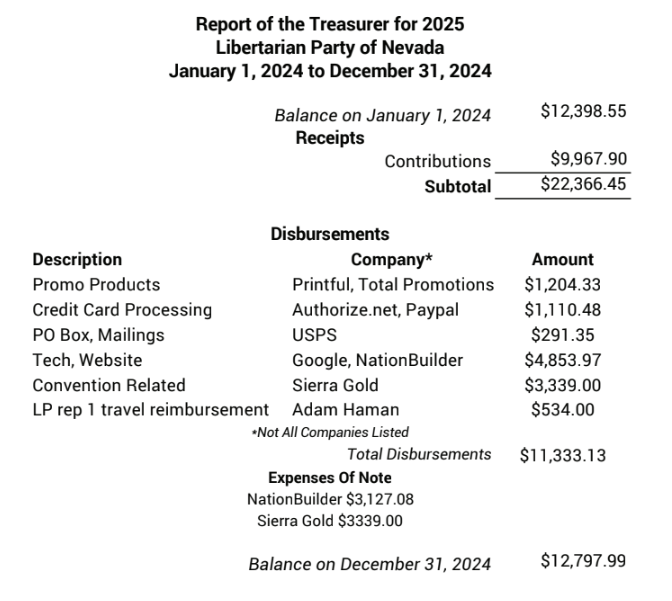 Report of the Treasurer for 2025
Libertarian Party of Nevada
January 1, 2024 to December 31, 2024
Balance on January 1, 2024 $12,398.55
Receipts
Contributions $9,967.90
Subtotal $22,366.45
Disbursements
Description Company* Amount
Promo Products Printful, Total Promotions $1,204.33
Credit Card Processing Authorize.net, Paypal $1,110.48
PO Box, Mailings USPS $291.35
Tech, Website Google, NationBuilder $4,853.97
Convention Related Sierra Gold $3,339.00
LP rep 1 travel reimbursement Adam Haman $534.00
*Not All Companies Listed
Total Disbursements $11,333.13
Expenses Of Note
NationBuilder $3,127.08
Sierra Gold $3339.00
Balance on December 31, 2024 $12,797.99